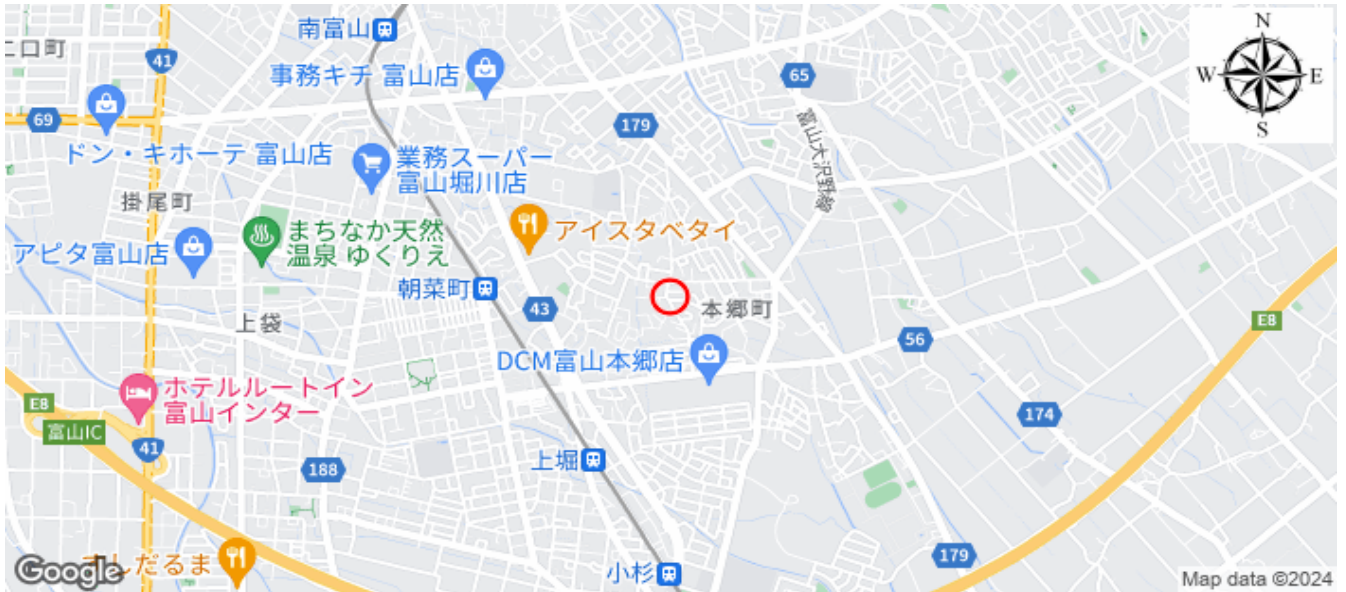 南富山
N
W
E
S
二口町
41
事務キチ 富山店
65
69
179
富山大沢野線
ドン・キホーテ 富山店
業務スーパー
富山堀川店
掛尾町
アイスタベタイ
まちなか天然
温泉 ゆくりえ
アピタ富山店
朝菜町
本郷町
43
上袋
E8
56
DCM富山本郷店
ホテルルートイン
富山インター
E8
富山IC
174
41
上堀
188
179
すしだるま
小杉
Google
Map data ©2024